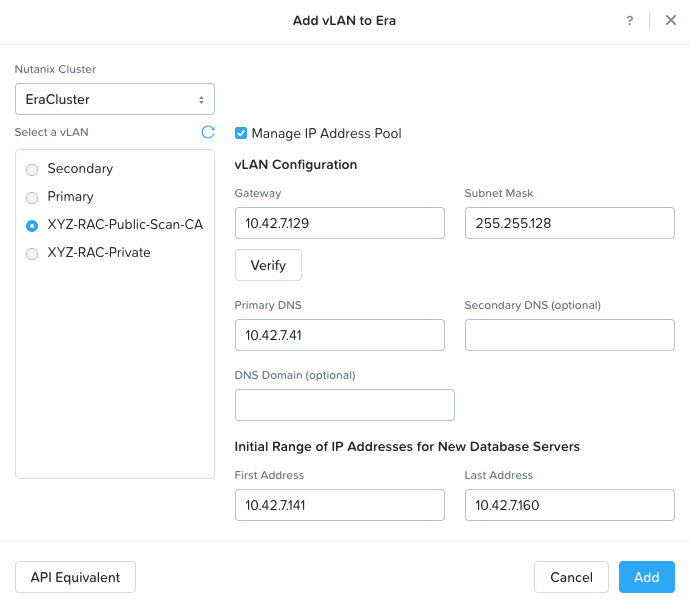 Add vLAN to Era
?
Nutanix Cluster
EraCluster
Select a vLAN
Secondary
Primary
XYZ-RAC-Public-Scan-CA
XYZ-RAC-Private
Manage IP Address Pool
vLAN Configuration
Gateway
Subnet Mask
10.42.7.129
255.255.128
Verify
Primary DNS
Secondary DNS (optional)
10.42.7.41
DNS Domain (optional)
Initial Range of IP Addresses for New Database Servers
First Address
Last Address
10.42.7.141
10.42.7.160
API Equivalent
Cancel
Add